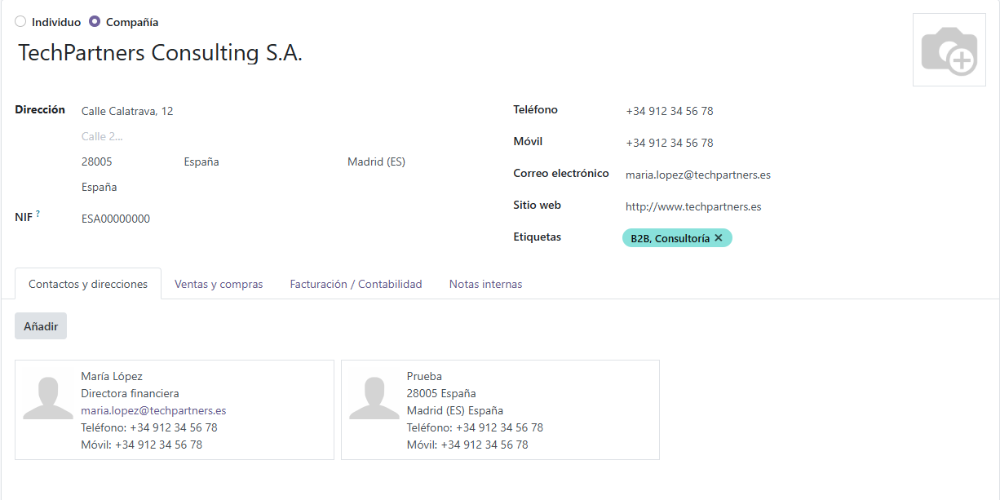 Individuo Compañía
TechPartners Consulting S.A.
Dirección Calle Calatrava, 12
Calle 2...
28005 España Madrid (ES)
España
NIF ? ESA00000000
Teléfono +34 912 34 56 78
Móvil +34 912 34 56 78
Correo electrónico maria.lopez@techpartners.es
Sitio web http://www.techpartners.es
Etiquetas B2B, Consultoría ✕
Contactos y direcciones Ventas y compras Facturación / Contabilidad Notas internas
Añadir
María López
Directora financiera
maria.lopez@techpartners.es
Teléfono: +34 912 34 56 78
Móvil: +34 912 34 56 78
Prueba
28005 España
Madrid (ES) España
Teléfono: +34 912 34 56 78
Móvil: +34 912 34 56 78